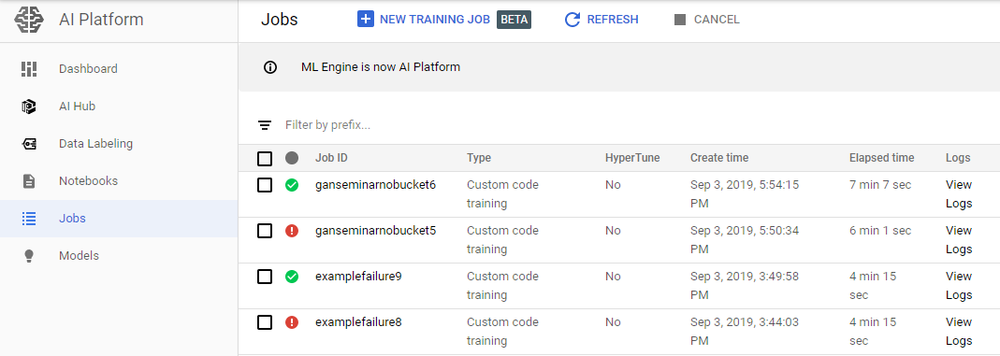 AI Platform
Jobs
NEW TRAINING JOB BETA
REFRESH
CANCEL
Dashboard
AI Hub
Data Labeling
Notebooks
Jobs
Models
ML Engine is now AI Platform
Filter by prefix...
Job ID Type HyperTune Create time Elapsed time Logs
ganseminarnobucket6 Custom code No Sep 3, 2019, 5:54:15 7 min 7 sec View
training PM Logs
ganseminarnobucket5 Custom code No Sep 3, 2019, 5:50:34 6 min 1 sec View
training PM Logs
examplefailure9 Custom code No Sep 3, 2019, 3:49:58 4 min 15 View
training PM sec Logs
examplefailure8 Custom code No Sep 3, 2019, 3:44:03 4 min 15 View
training PM sec Logs